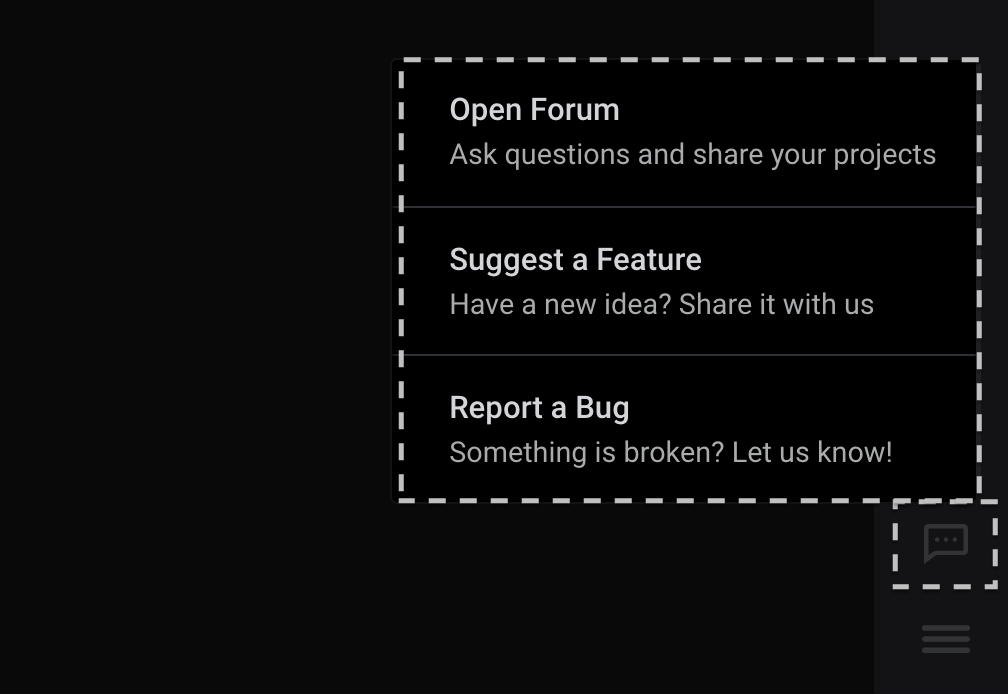 Open Forum
Ask questions and share your projects
Suggest a Feature
Have a new idea? Share it with us
Report a Bug
Something is broken? Let us know!